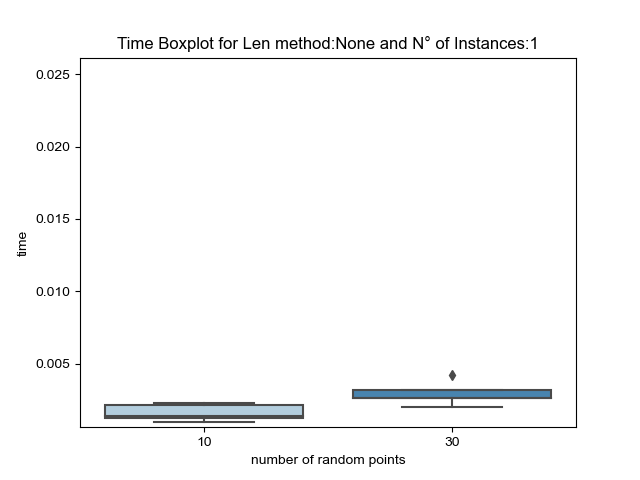 Time Boxplot for Len method:None and N° of Instances:1
0.025
0.020
0.015
0.010
0.005
time
10
30
number of random points